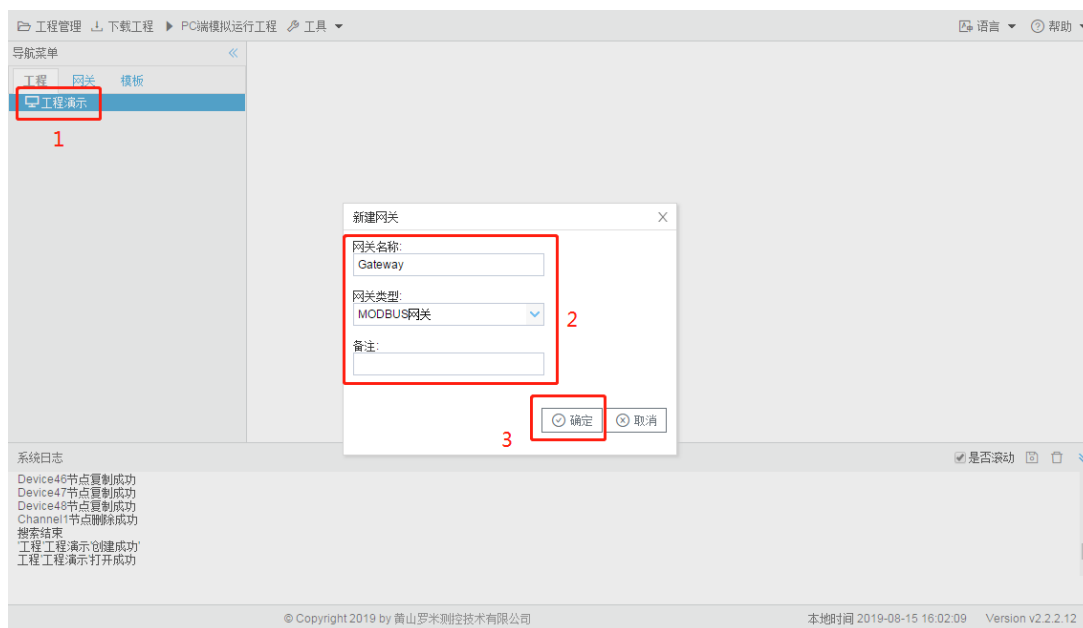 工程管理 下载工程 PC端模拟运行工程 工具 语言 帮助
导航菜单
工程 网关 模板
工程演示
1
新建网关
网关名称:
Gateway
网关类型:
MODBUS网关
2
备注:
确定 取消
3
系统日志 是否滚动
Device46节点复制成功
Device47节点复制成功
Device48节点复制成功
Channel1节点删除成功
搜索结束
'工程'工程演示'创建成功'
工程'工程演示'打开成功
© Copyright 2019 by 黄山罗米测控技术有限公司 本地时间 2019-08-15 16:02:09 Version v2.2.2.12